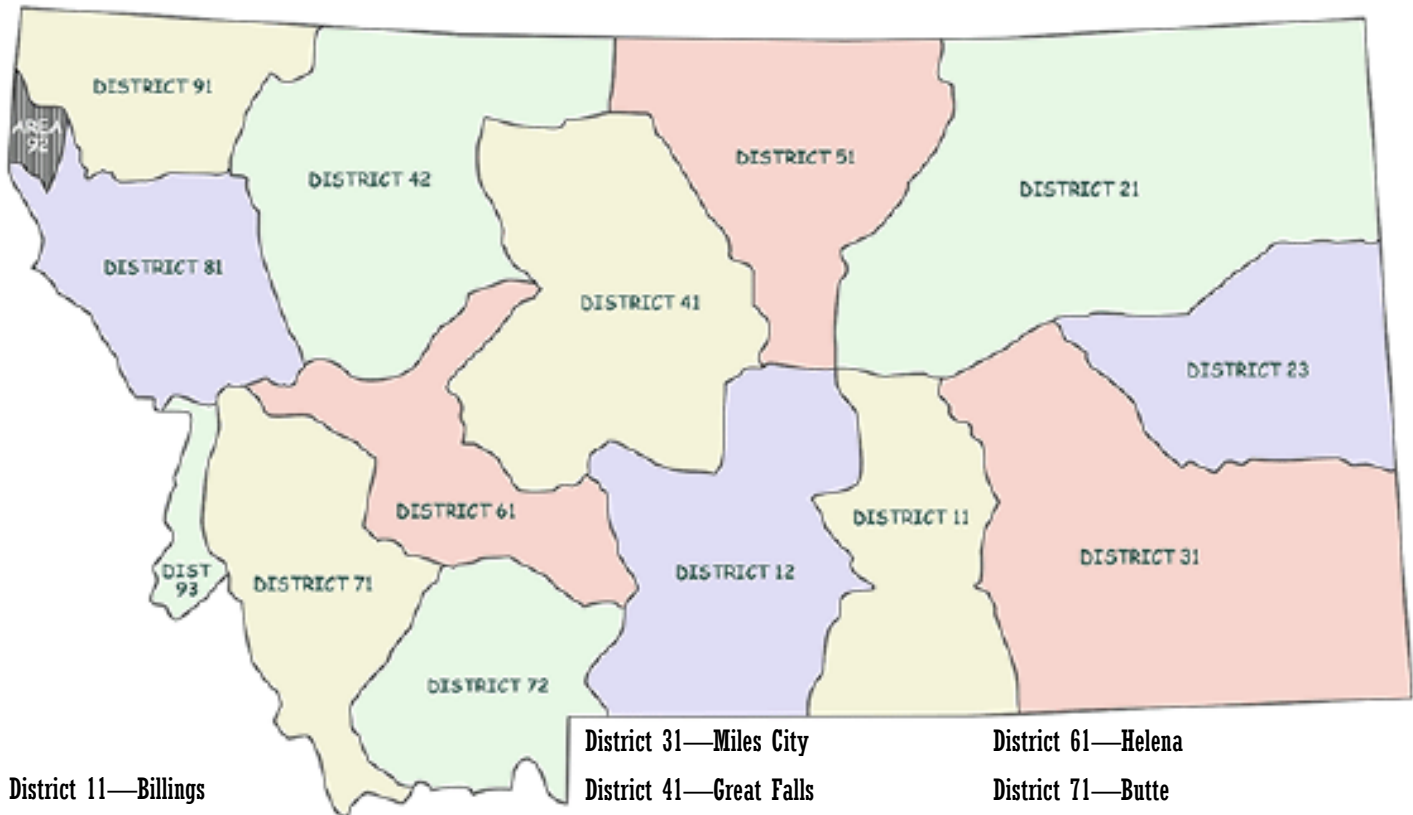 DISTRICT 91
AREA
92
DISTRICT 42
DISTRICT 51
DISTRICT 21
DISTRICT 81
DISTRICT 41
DISTRICT 23
DISTRICT 61
DISTRICT 11
DISTRICT 31
DIST
93
DISTRICT 71
DISTRICT 12
DISTRICT 72
District 11—Billings
District 31—Miles City
District 41—Great Falls
District 61—Helena
District 71—Butte